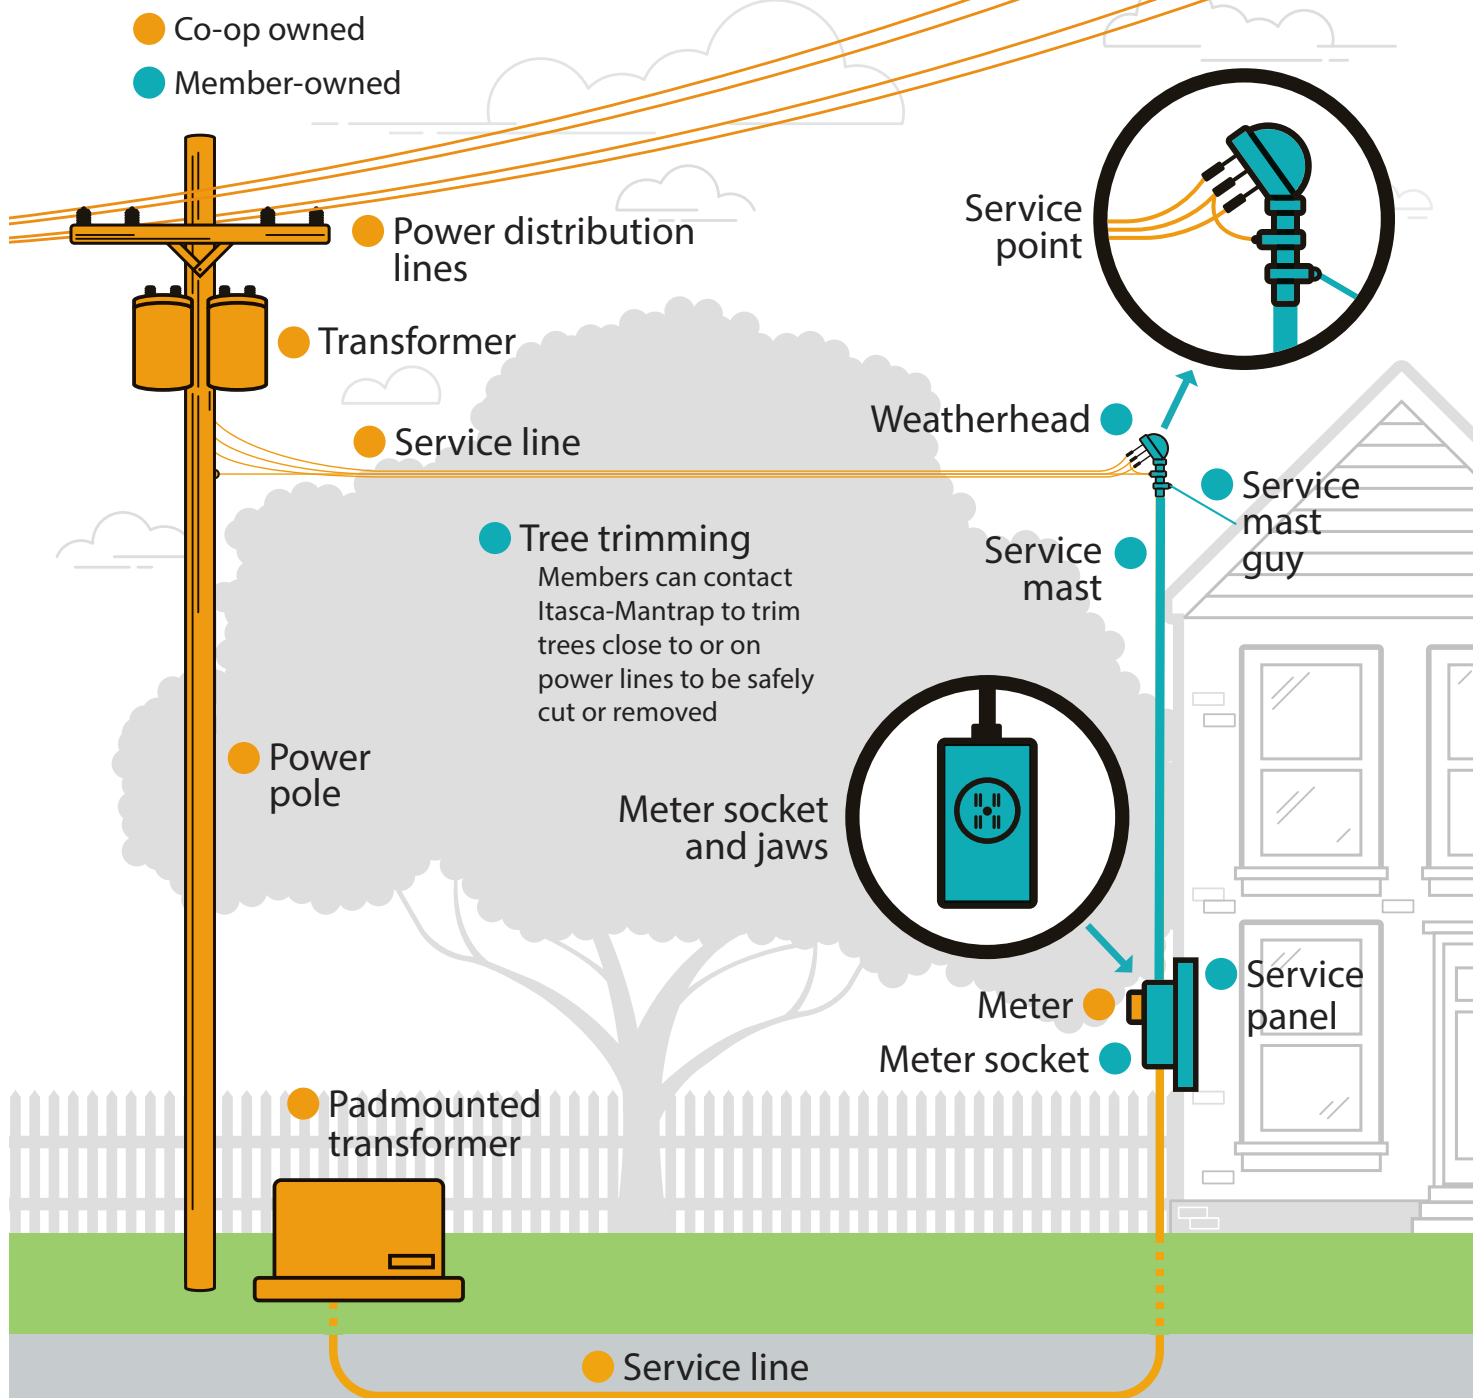 Co-op owned
Member-owned
Power distribution
lines
Service
point
Transformer
Weatherhead
Service line
Service
mast
guy
Tree trimming
Members can contact
Itasca-Mantrap to trim
trees close to or on
power lines to be safely
cut or removed
Service
mast
Power
pole
Meter socket
and jaws
Service
panel
Meter
Meter socket
Padmounted
transformer
Service line